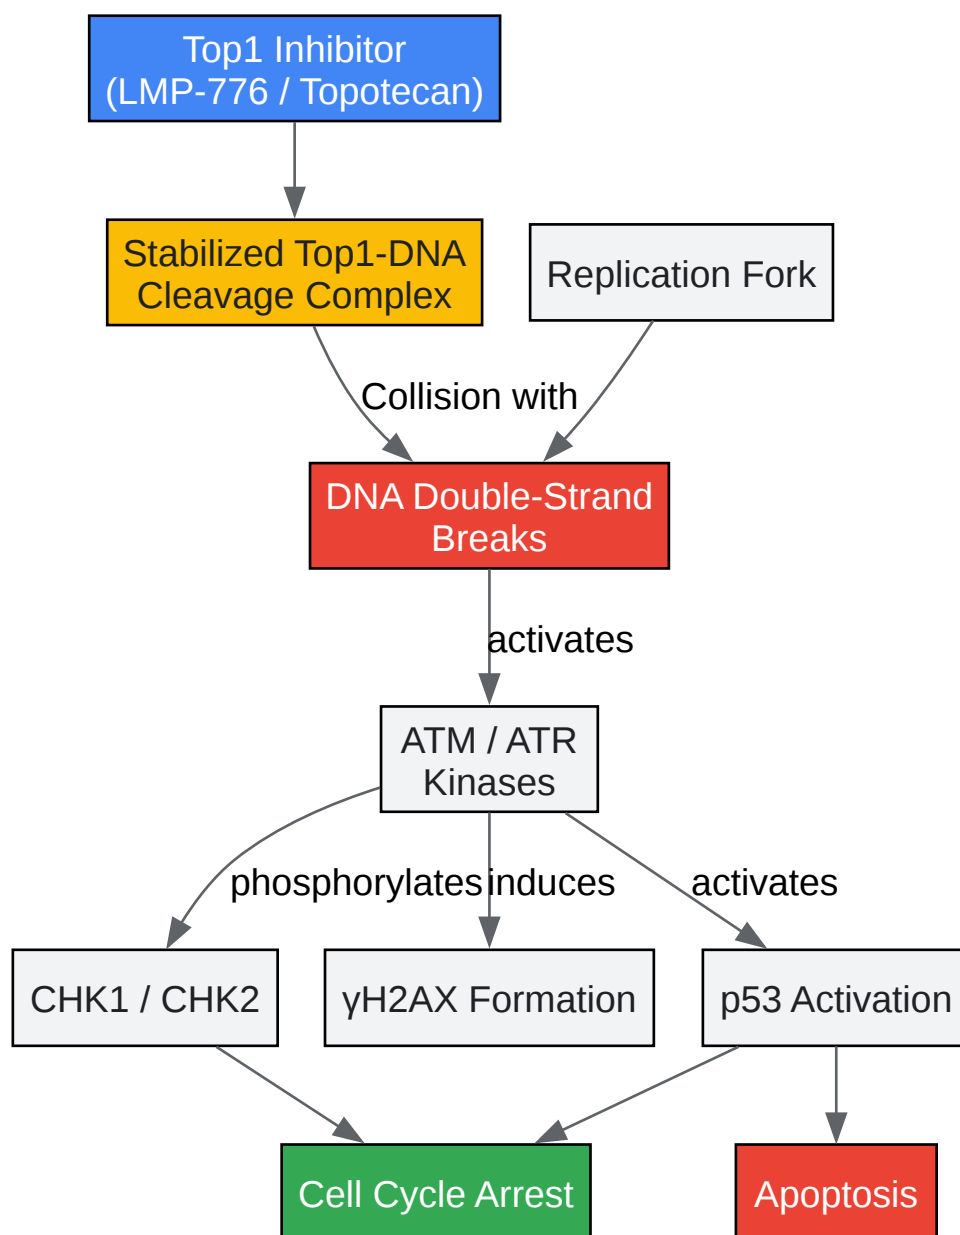 Top1 Inhibitor
(LMP-776 / Topotecan)
Stabilized Top1-DNA
Cleavage Complex
Replication Fork
Collision with
DNA Double-Strand
Breaks
activates
ATM / ATR
Kinases
phosphorylates
induces
activates
CHK1 / CHK2
γH2AX Formation
p53 Activation
Cell Cycle Arrest
Apoptosis